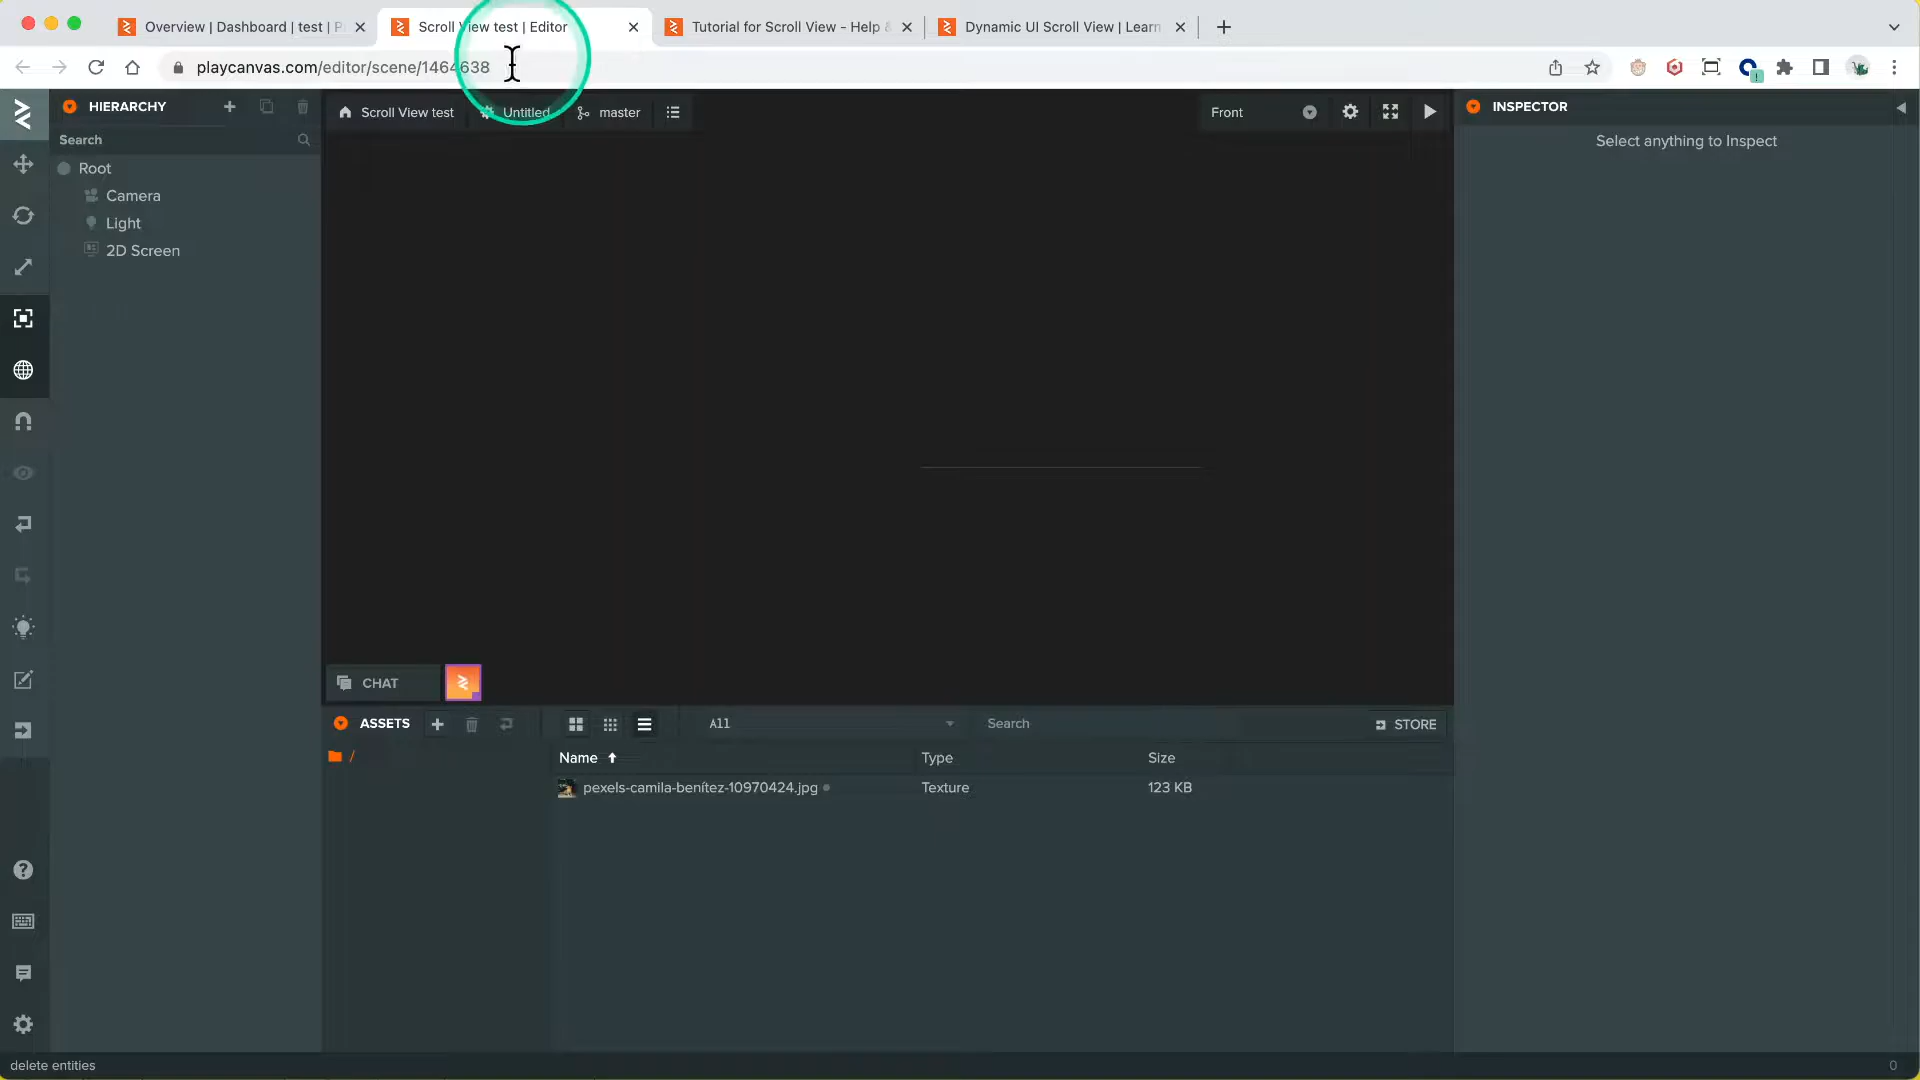 Overview | Dashboard | test | P
Scroll View test | Editor
Tutorial for Scroll View - Help &
Dynamic UI Scroll View | Learn
playcanvas.com/editor/scene/1464638
HIERARCHY
Scroll View test
Untitled
master
Front
INSPECTOR
Search
Select anything to Inspect
Root
Camera
Light
2D Screen
CHAT
ASSETS
All
Search
STORE
/
Name
Type
Size
pexels-camila-benítez-10970424.jpg
Texture
123 KB
delete entities
0